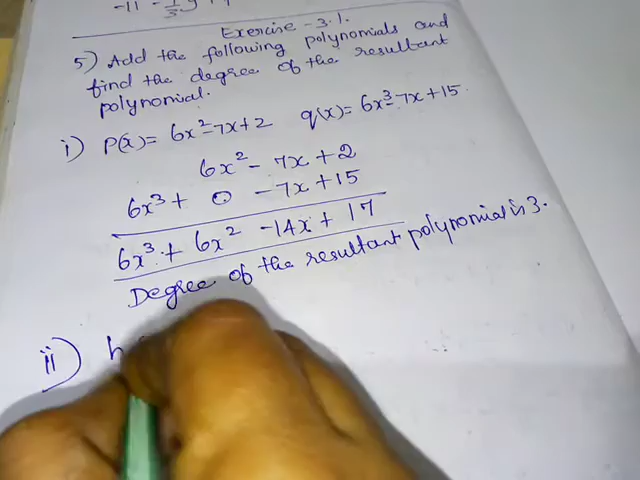 Exercise - 3.1.
5) Add the following polynomials and
find the degree of the resultant
polynomial.
i) P(x) = 6x² - 7x + 2 q(x) = 6x³ - 7x + 15.
6x² - 7x + 2
6x³ + 0 - 7x + 15
6x³ + 6x² - 14x + 17
Degree of the resultant polynomial is 3.
ii) h